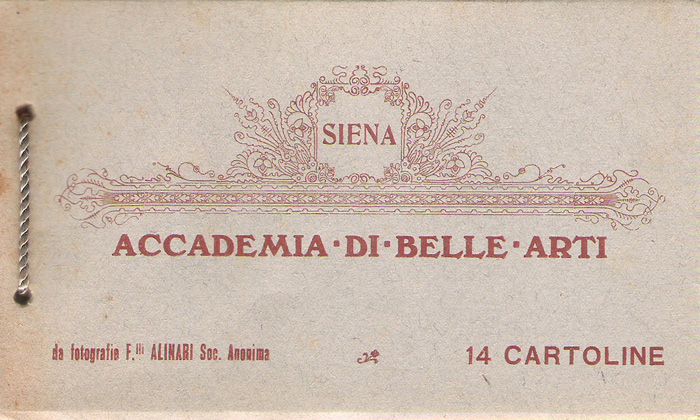 SIENA
ACCADEMIA·DI·BELLE·ARTI
da fotografie F.lli ALINARI Soc. Anonima
14 CARTOLINE